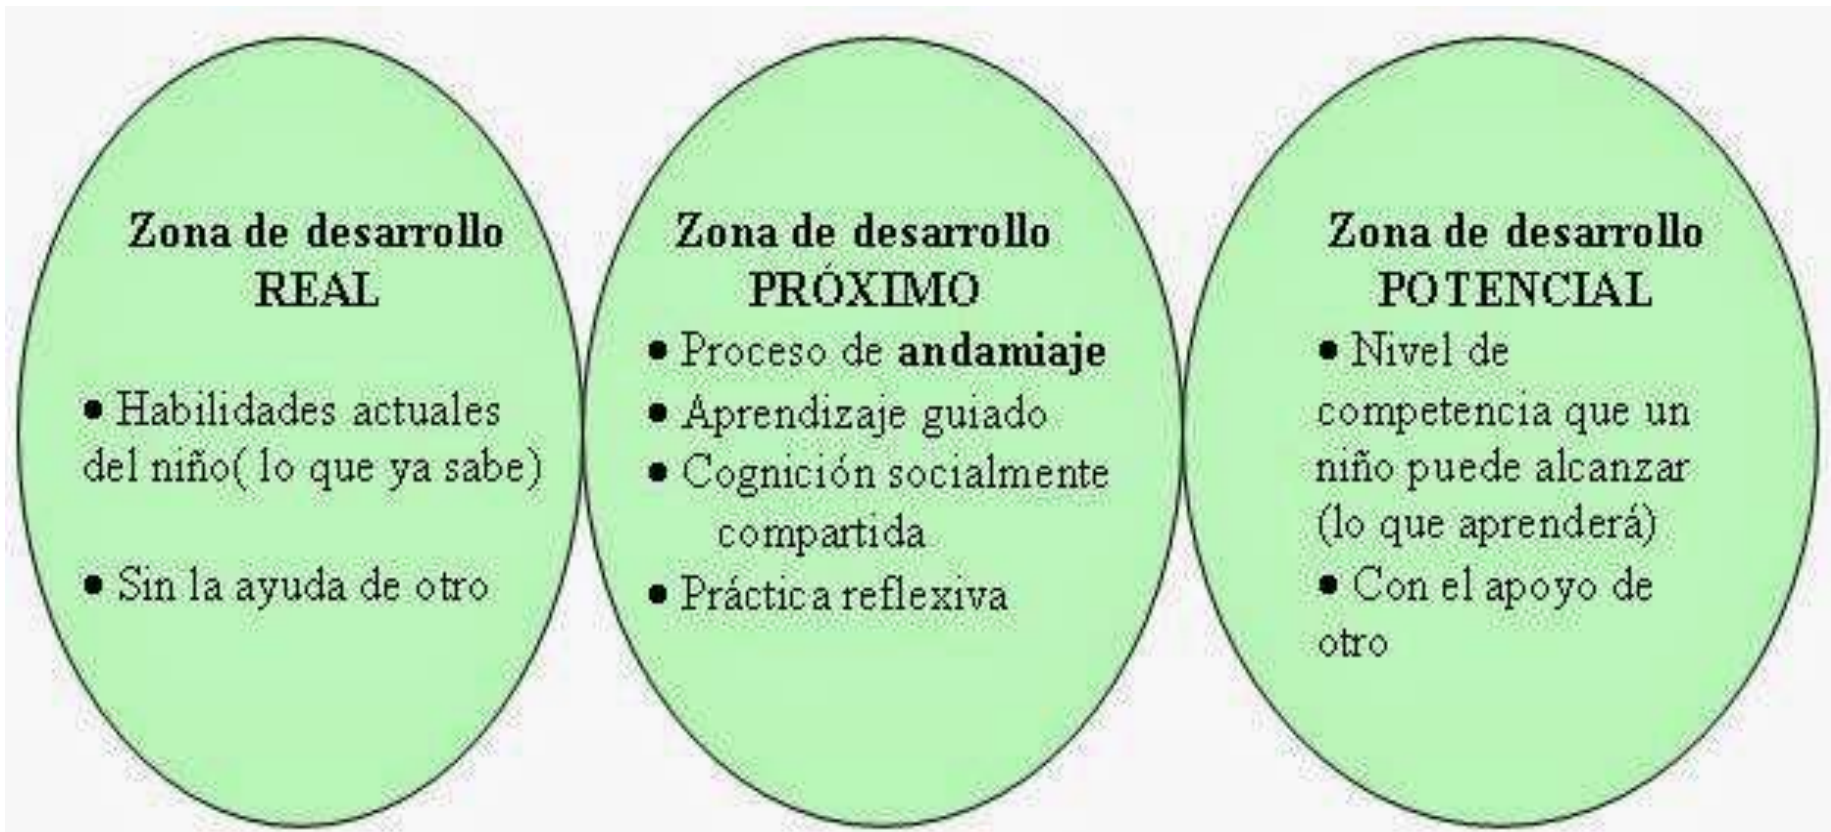 Zona de desarrollo
REAL
• Habilidades actuales
del niño( lo que ya sabe)
• Sin la ayuda de otro
Zona de desarrollo
PRÓXIMO
• Proceso de andamiaje
• Aprendizaje guiado
• Cognición socialmente
compartida
• Práctica reflexiva
Zona de desarrollo
POTENCIAL
• Nivel de
competencia que un
niño puede alcanzar
(lo que aprenderá)
• Con el apoyo de
otro